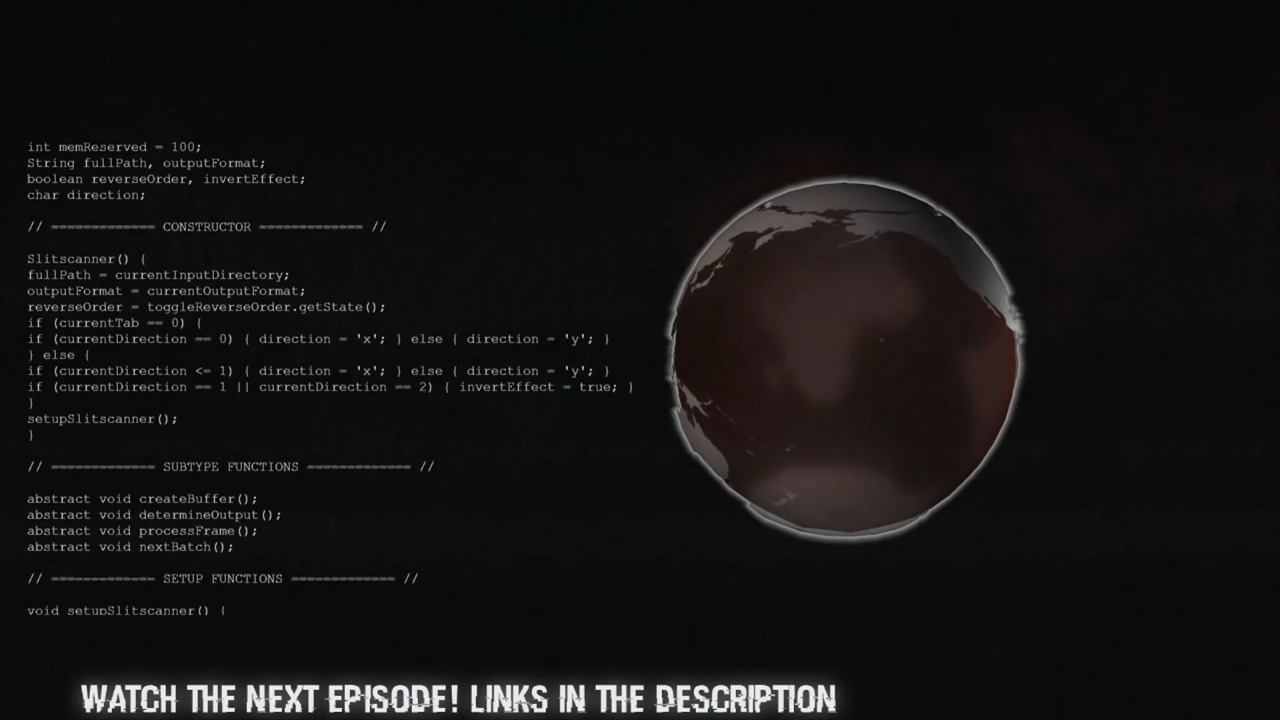 int memReserved = 100;
String fullPath, outputFormat;
boolean reverseOrder, invertEffect;
char direction;
// ============= CONSTRUCTOR ============= //
Slitscanner() {
fullPath = currentInputDirectory;
outputFormat = currentOutputFormat;
reverseOrder = toggleReverseOrder.getState();
if (currentTab == 0) {
if (currentDirection == 0) { direction = 'x'; } else { direction = 'y'; }
} else {
if (currentDirection <= 1) { direction = 'x'; } else { direction = 'y'; }
if (currentDirection == 1 || currentDirection == 2) { invertEffect = true; }
}
setupSlitscanner();
}
// ============= SUBTYPE FUNCTIONS ============= //
abstract void createBuffer();
abstract void determineOutput();
abstract void processFrame();
abstract void nextBatch();
// ============= SETUP FUNCTIONS ============= //
void setupSlitscanner() {
WATCH THE NEXT EPISODE! LINKS IN THE DESCRIPTION